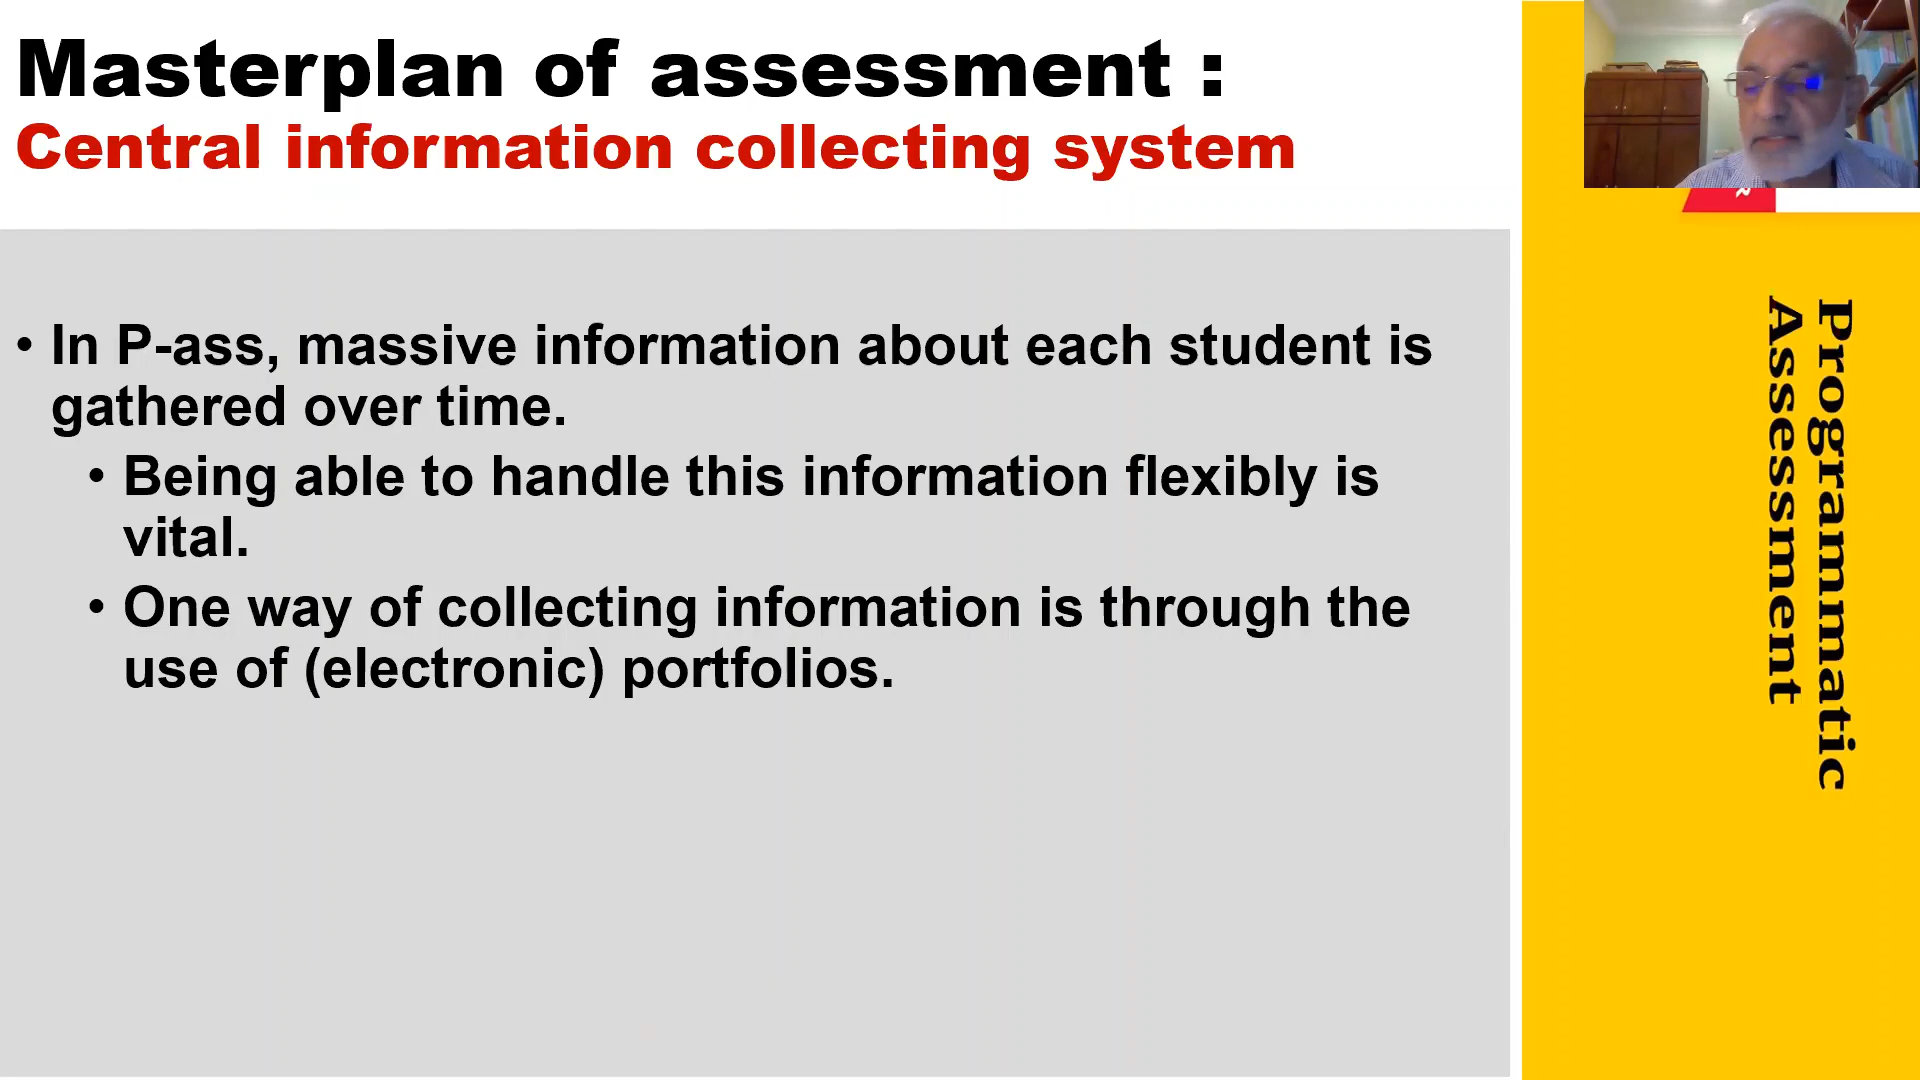 Masterplan of assessment :
Central information collecting system
• In P-ass, massive information about each student is
gathered over time.
• Being able to handle this information flexibly is
vital.
• One way of collecting information is through the
use of (electronic) portfolios.
Programmatic
Assessment